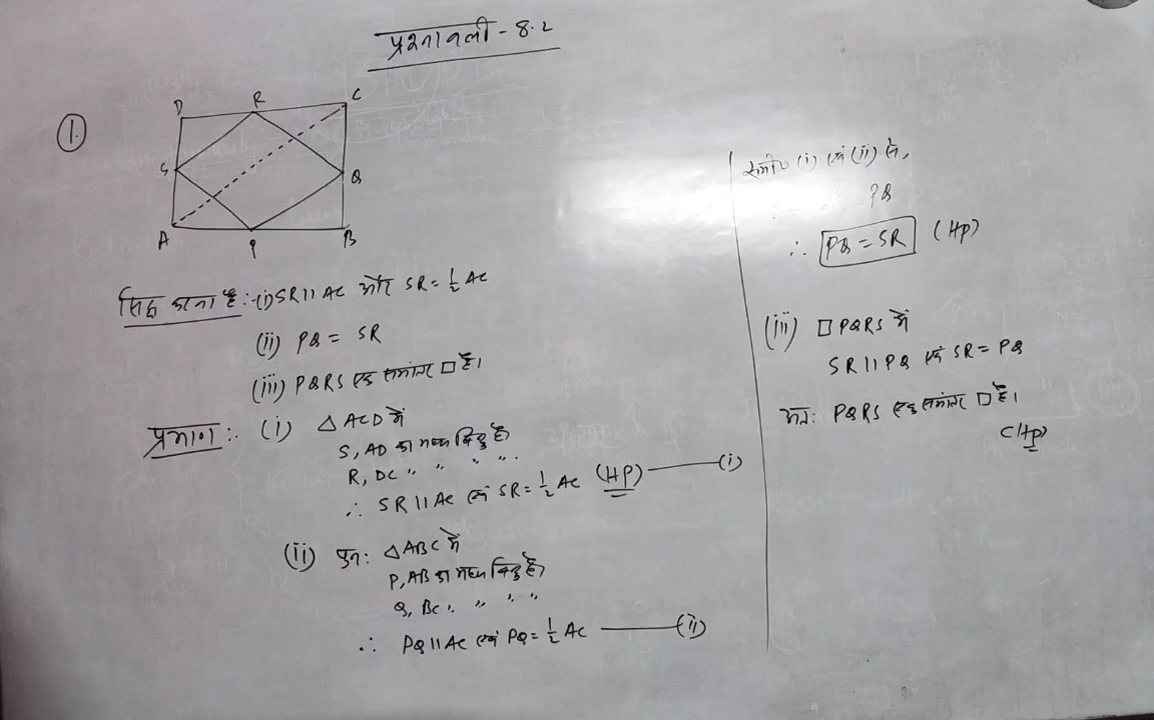 प्रश्नावली - 8.2
1.
D R C
S Q
A P B
सिद्ध करना है :- (i) SR || AC और SR = 1/2 AC
(ii) PQ = SR
(iii) PQRS एक समांतर □ है।
प्रमाण :- (i) △ ACD में
S, AD का मध्य बिन्दु है
R, DC " " " "
∴ SR || AC एवं SR = 1/2 AC (HP) —— (i)
(ii) पुनः △ABC में
P, AB का मध्य बिन्दु है
Q, BC " " " "
∴ PQ || AC एवं PQ = 1/2 AC —— (ii)
समी० (i) एवं (ii) से,
PQ
∴ PQ = SR (HP)
(iii) □ PQRS में
SR || PQ एवं SR = PQ
अतः PQRS एक समांतर □ है।
(HP)